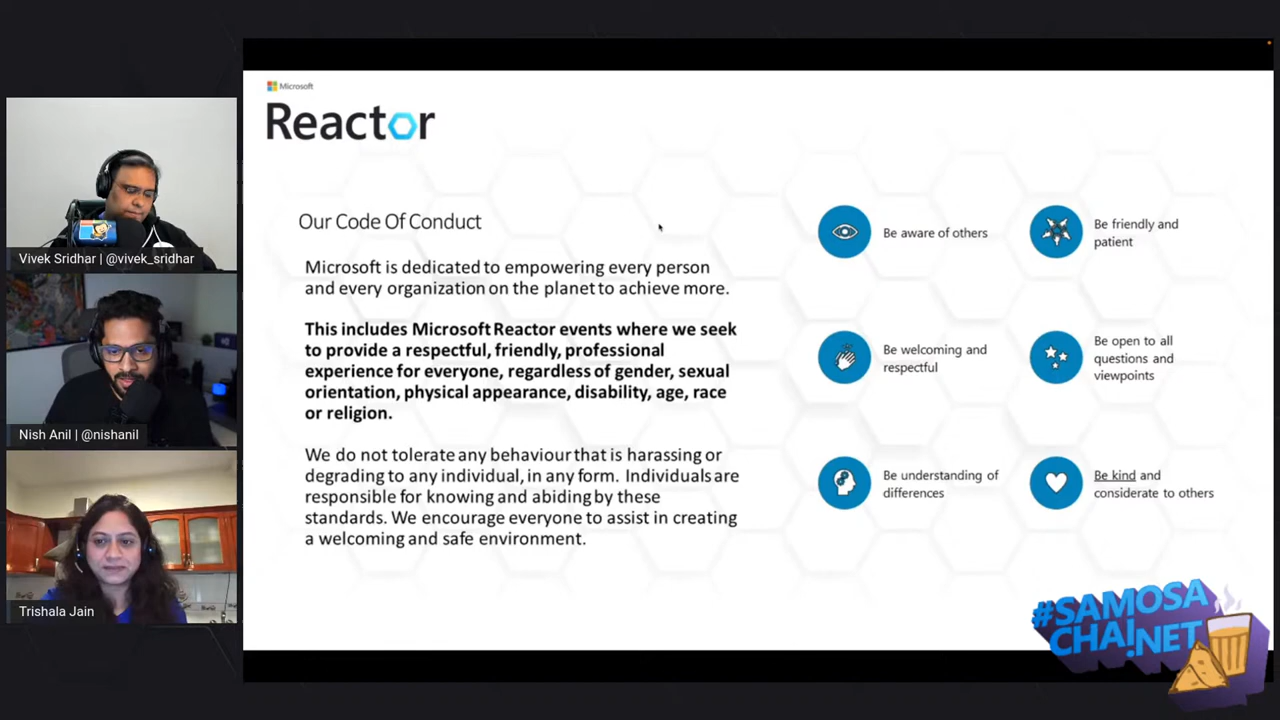 Vivek Sridhar | @vivek_sridhar
Nish Anil | @nishanil
Trishala Jain
Microsoft
Reactor
Our Code Of Conduct
Microsoft is dedicated to empowering every person
and every organization on the planet to achieve more.
This includes Microsoft Reactor events where we seek
to provide a respectful, friendly, professional
experience for everyone, regardless of gender, sexual
orientation, physical appearance, disability, age, race
or religion.
We do not tolerate any behaviour that is harassing or
degrading to any individual, in any form. Individuals are
responsible for knowing and abiding by these
standards. We encourage everyone to assist in creating
a welcoming and safe environment.
Be aware of others
Be friendly and
patient
Be welcoming and
respectful
Be open to all
questions and
viewpoints
Be understanding of
differences
Be kind and
considerate to others
#SAMOSA
CHAI.NET